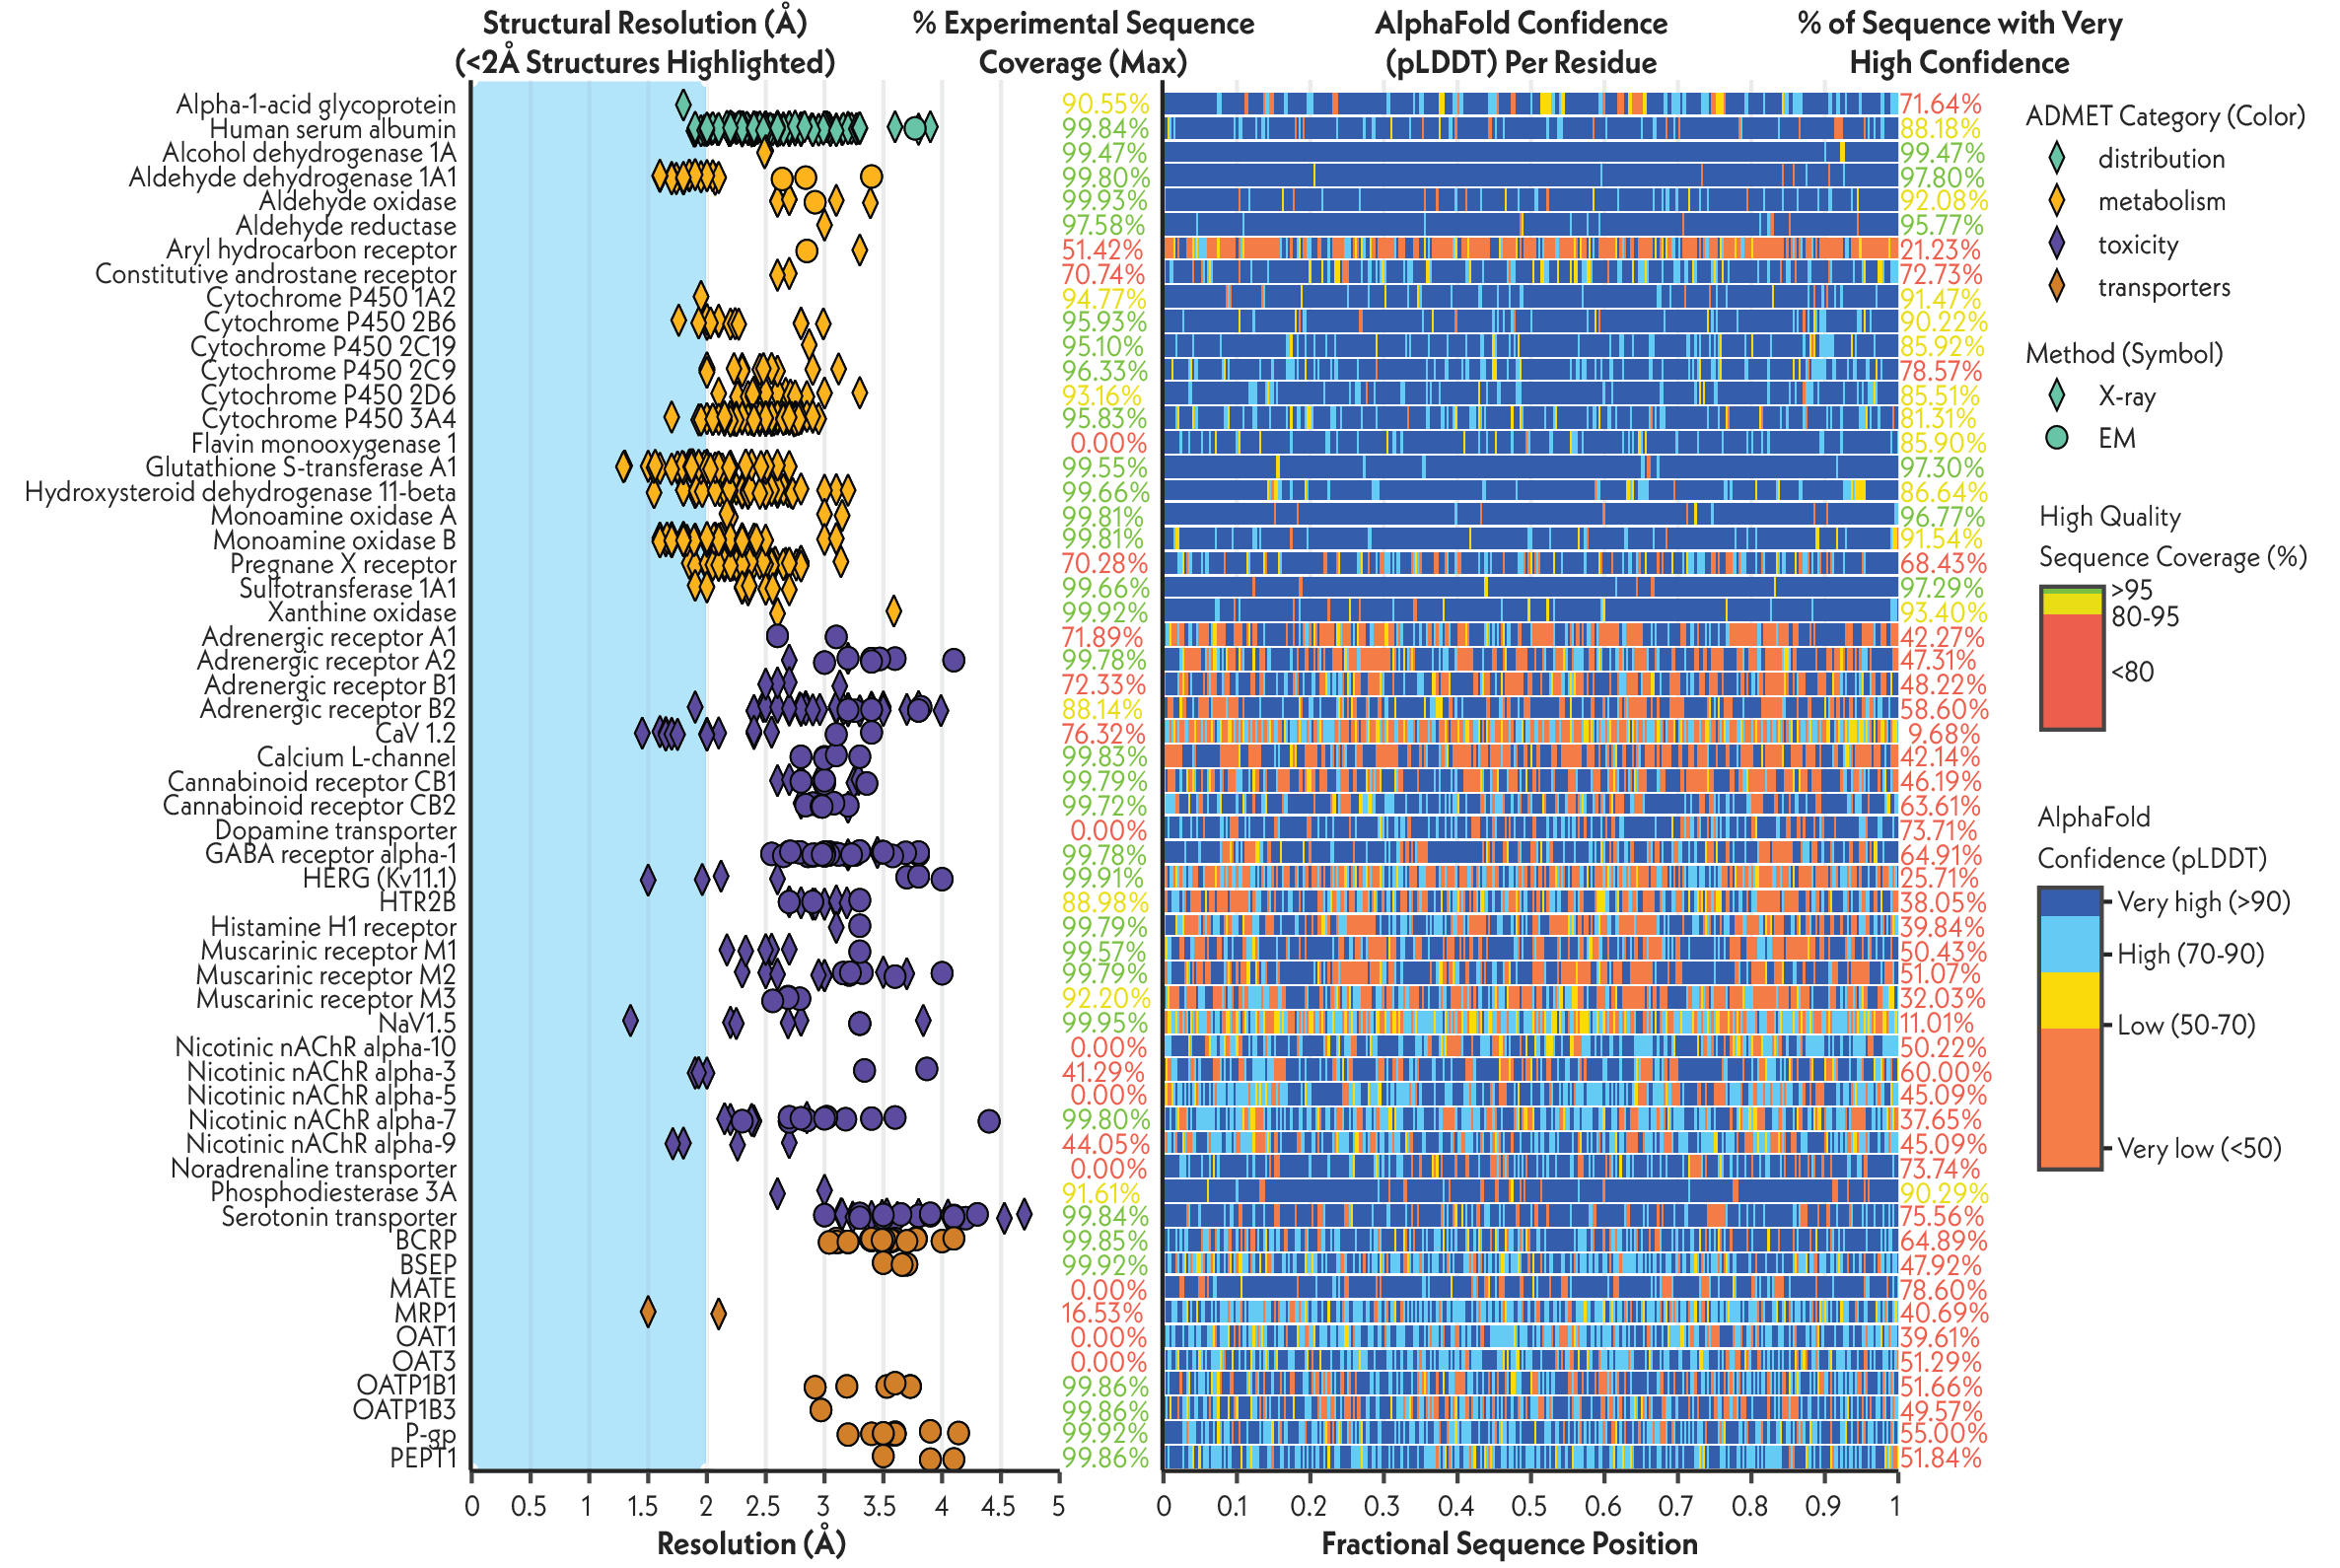 Structural Resolution (Å)
(<2Å Structures Highlighted)
% Experimental Sequence
Coverage (Max)
AlphaFold Confidence
(pLDDT) Per Residue
% of Sequence with Very
High Confidence
Alpha-1-acid glycoprotein 90.55% 71.64%
Human serum albumin 99.84% 88.18%
Alcohol dehydrogenase 1A 99.47% 99.47%
Aldehyde dehydrogenase 1A1 99.80% 97.80%
Aldehyde oxidase 99.93% 92.08%
Aldehyde reductase 97.58% 95.77%
Aryl hydrocarbon receptor 51.42% 21.23%
Constitutive androstane receptor 70.74% 72.73%
Cytochrome P450 1A2 94.77% 91.47%
Cytochrome P450 2B6 95.93% 90.22%
Cytochrome P450 2C19 95.10% 85.92%
Cytochrome P450 2C9 96.33% 78.57%
Cytochrome P450 2D6 93.16% 85.51%
Cytochrome P450 3A4 95.83% 81.31%
Flavin monooxygenase 1 0.00% 85.90%
Glutathione S-transferase A1 99.55% 97.30%
Hydroxysteroid dehydrogenase 11-beta 99.66% 86.64%
Monoamine oxidase A 99.81% 96.77%
Monoamine oxidase B 99.81% 91.54%
Pregnane X receptor 70.28% 68.43%
Sulfotransferase 1A1 99.66% 97.29%
Xanthine oxidase 99.92% 93.40%
Adrenergic receptor A1 71.89% 42.27%
Adrenergic receptor A2 99.78% 47.31%
Adrenergic receptor B1 72.33% 48.22%
Adrenergic receptor B2 88.14% 58.60%
CaV 1.2 76.32% 9.68%
Calcium L-channel 99.83% 42.14%
Cannabinoid receptor CB1 99.79% 46.19%
Cannabinoid receptor CB2 99.72% 63.61%
Dopamine transporter 0.00% 73.71%
GABA receptor alpha-1 99.78% 64.91%
HERG (Kv11.1) 99.91% 25.71%
HTR2B 88.98% 38.05%
Histamine H1 receptor 99.79% 39.84%
Muscarinic receptor M1 99.57% 50.43%
Muscarinic receptor M2 99.79% 51.07%
Muscarinic receptor M3 92.20% 32.03%
NaV1.5 99.95% 11.01%
Nicotinic nAChR alpha-10 0.00% 50.22%
Nicotinic nAChR alpha-3 41.29% 60.00%
Nicotinic nAChR alpha-5 0.00% 45.09%
Nicotinic nAChR alpha-7 99.80% 37.65%
Nicotinic nAChR alpha-9 44.05% 45.09%
Noradrenaline transporter 0.00% 73.74%
Phosphodiesterase 3A 91.61% 90.29%
Serotonin transporter 99.84% 75.56%
BCRP 99.85% 64.89%
BSEP 99.92% 47.92%
MATE 0.00% 78.60%
MRP1 16.53% 40.69%
OAT1 0.00% 39.61%
OAT3 0.00% 51.29%
OATP1B1 99.86% 51.66%
OATP1B3 99.86% 49.57%
P-gp 99.92% 55.00%
PEPT1 99.86% 51.84%
0 0.5 1 1.5 2 2.5 3 3.5 4 4.5 5
Resolution (Å)
0 0.1 0.2 0.3 0.4 0.5 0.6 0.7 0.8 0.9 1
Fractional Sequence Position
ADMET Category (Color)
distribution
metabolism
toxicity
transporters
Method (Symbol)
X-ray
EM
High Quality
Sequence Coverage (%)
>95
80-95
<80
AlphaFold
Confidence (pLDDT)
Very high (>90)
High (70-90)
Low (50-70)
Very low (<50)